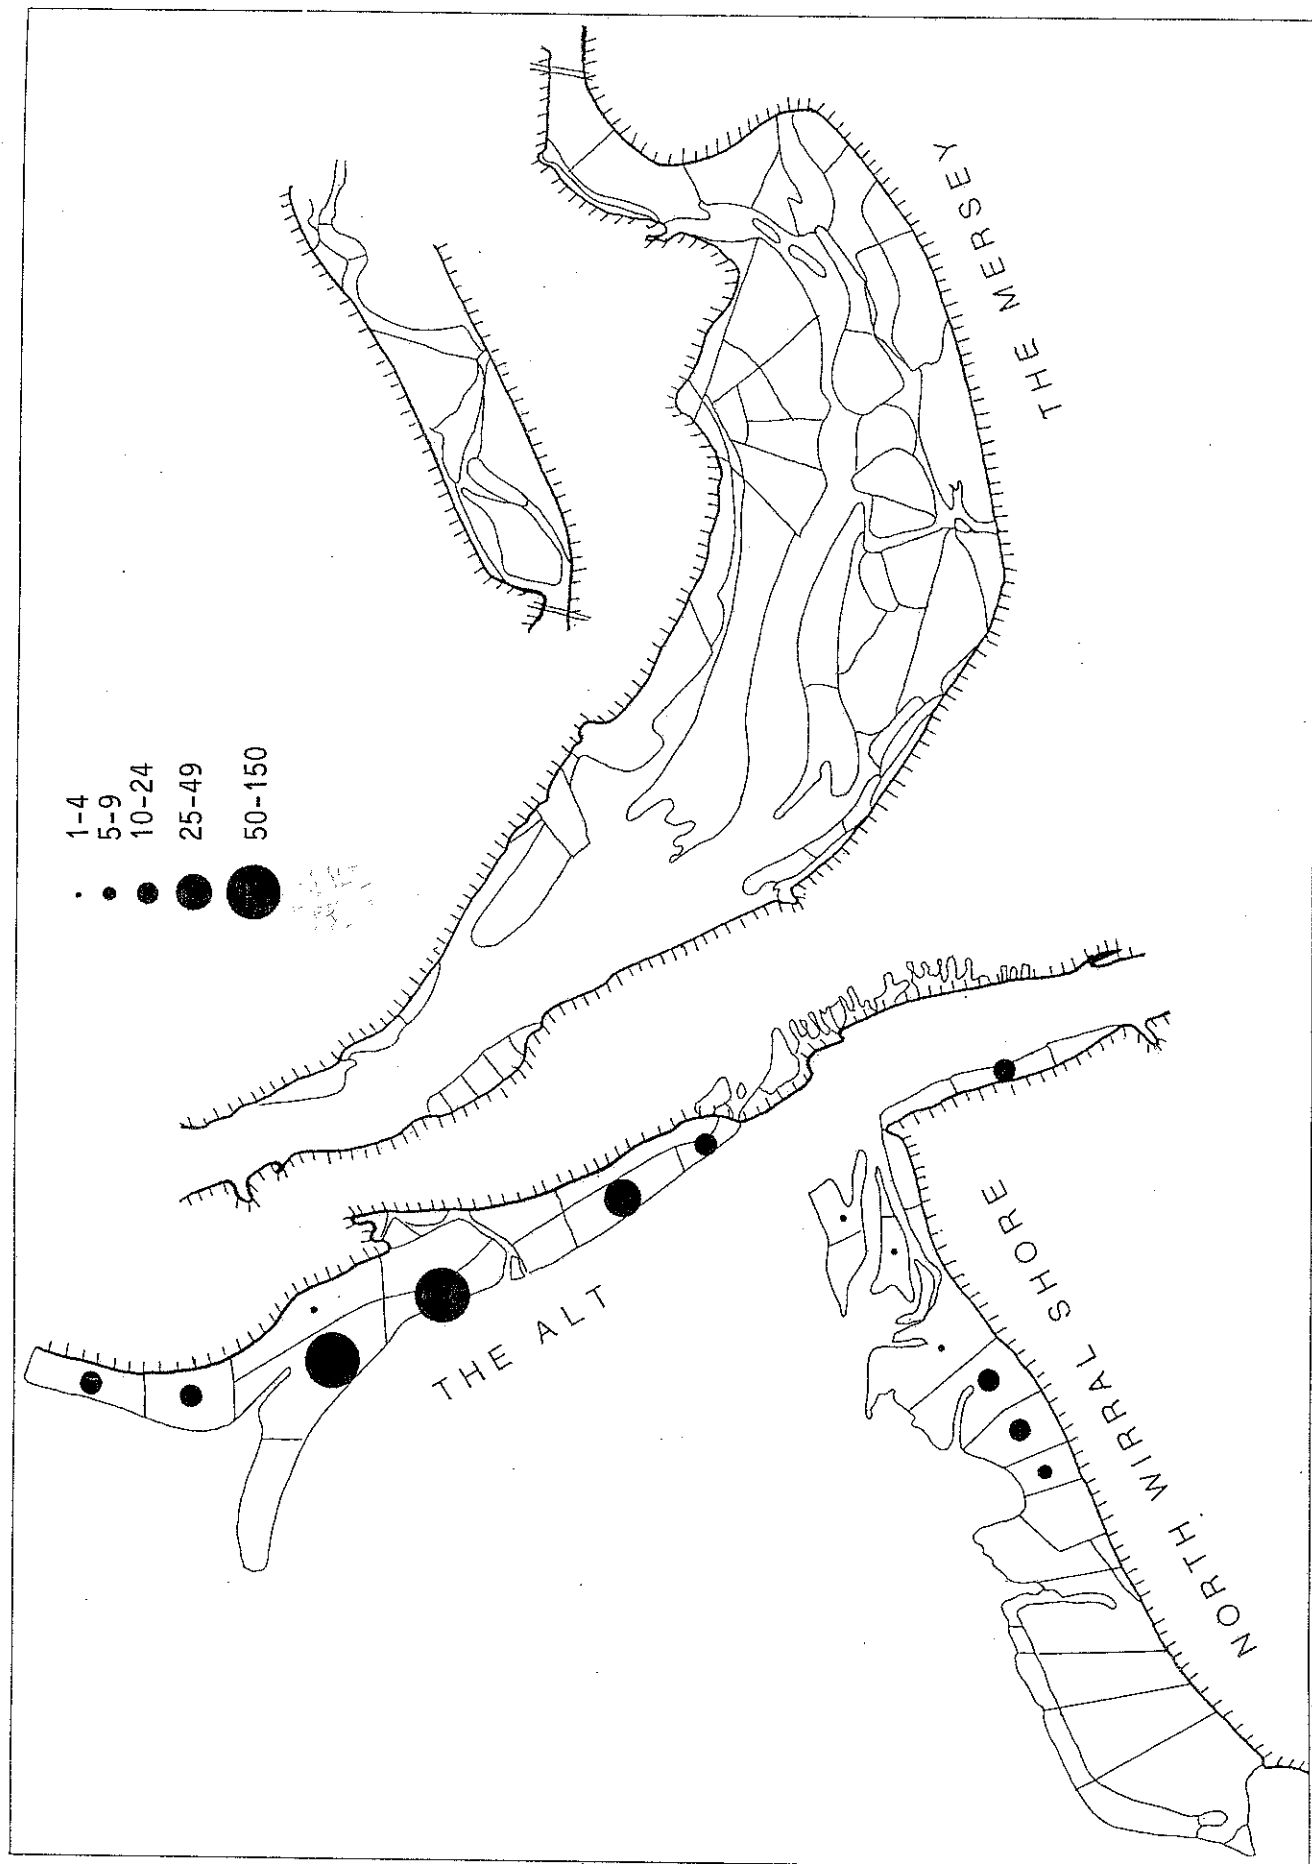 1-4
5-9
10-24
25-49
50-150
THE MERSEY
THE ALT
NORTH WIRRAL SHORE